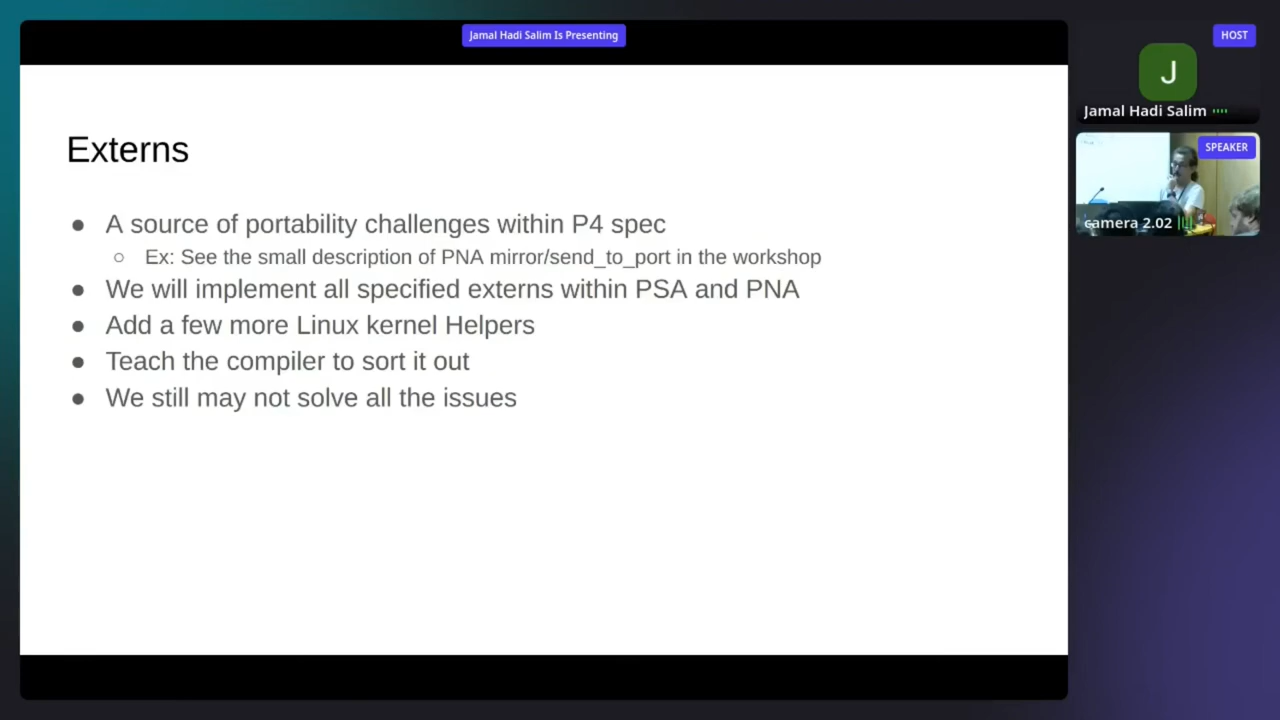 Jamal Hadi Salim Is Presenting
HOST
J
Jamal Hadi Salim
SPEAKER
camera 2.02
Externs
● A source of portability challenges within P4 spec
○ Ex: See the small description of PNA mirror/send_to_port in the workshop
● We will implement all specified externs within PSA and PNA
● Add a few more Linux kernel Helpers
● Teach the compiler to sort it out
● We still may not solve all the issues